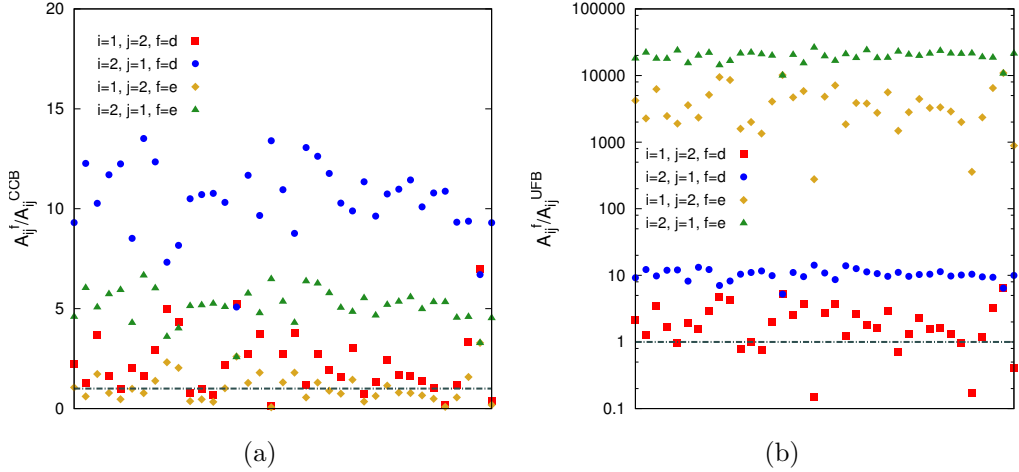 20
15
10
5
0
A_ij^f/A_ij^CCB
i=1, j=2, f=d
i=2, j=1, f=d
i=1, j=2, f=e
i=2, j=1, f=e
(a)
100000
10000
1000
100
10
1
0.1
A_ij^f/A_ij^UFB
i=1, j=2, f=d
i=2, j=1, f=d
i=1, j=2, f=e
i=2, j=1, f=e
(b)